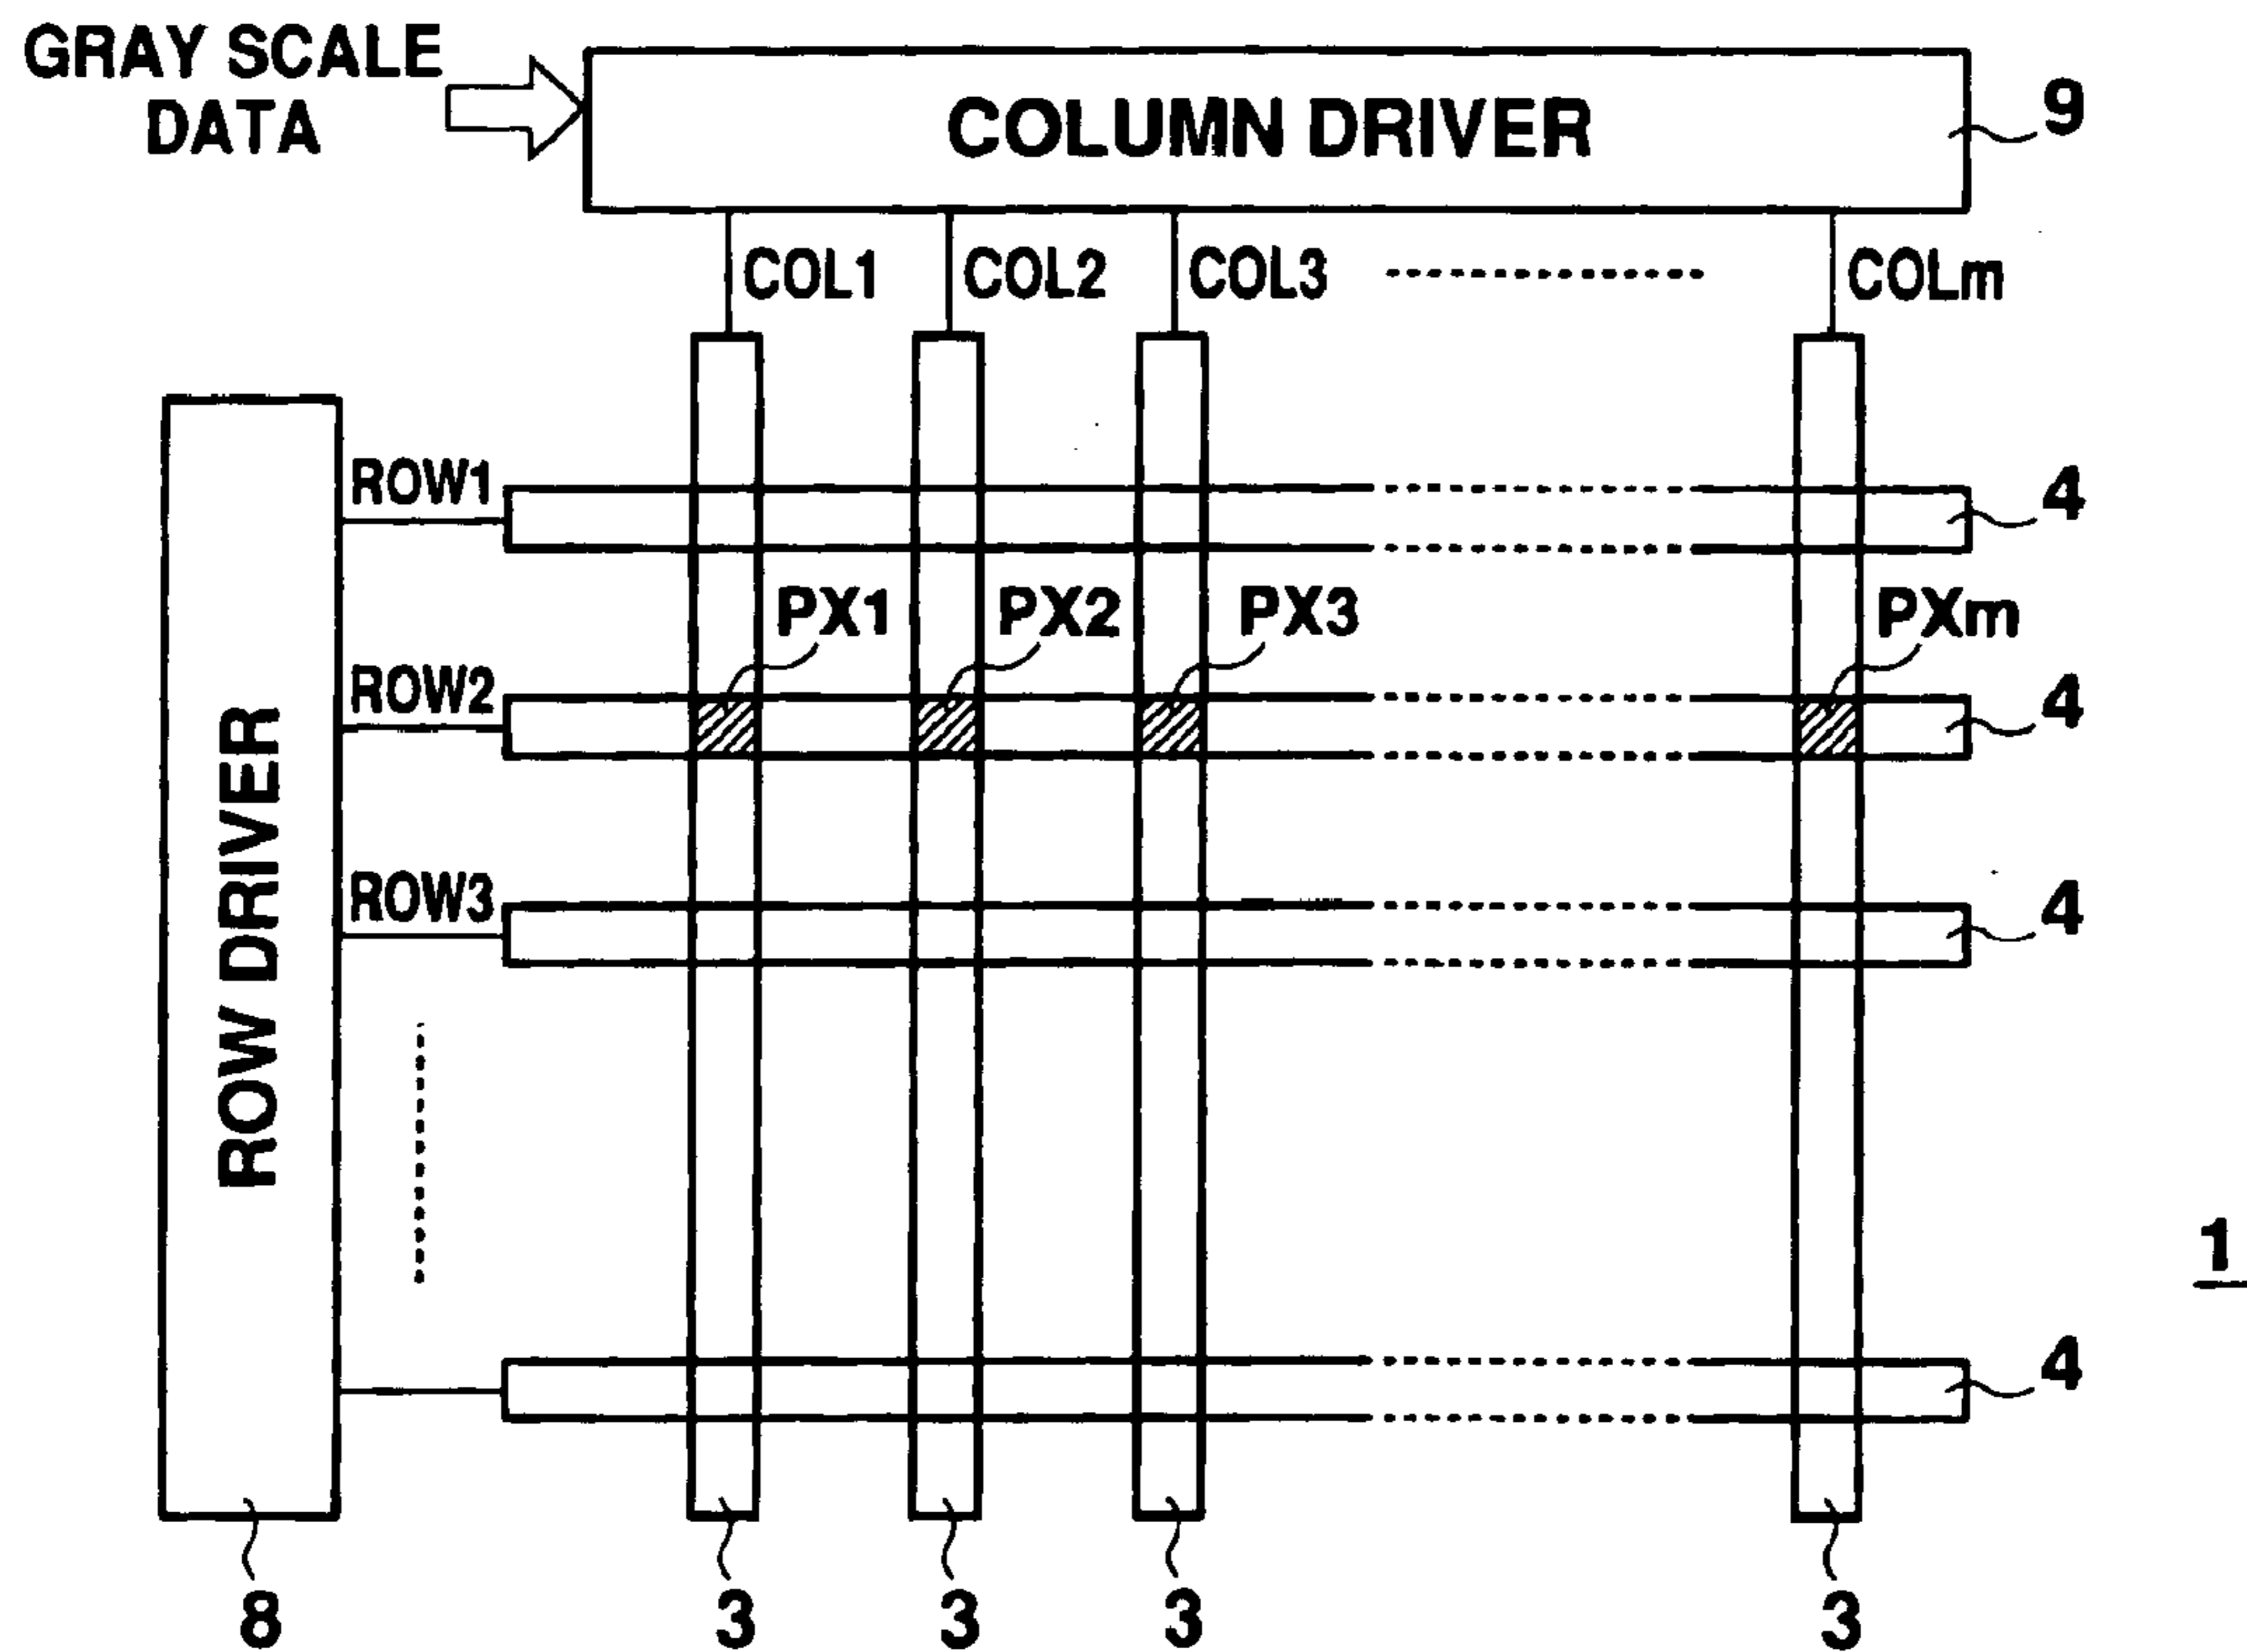 GRAY SCALE
DATA
COLUMN DRIVER
9
COL1
COL2
COL3
COLm
ROW DRIVER
ROW1
4
PX1
PX2
PX3
PXm
ROW2
4
ROW3
4
1
4
8
3
3
3
3